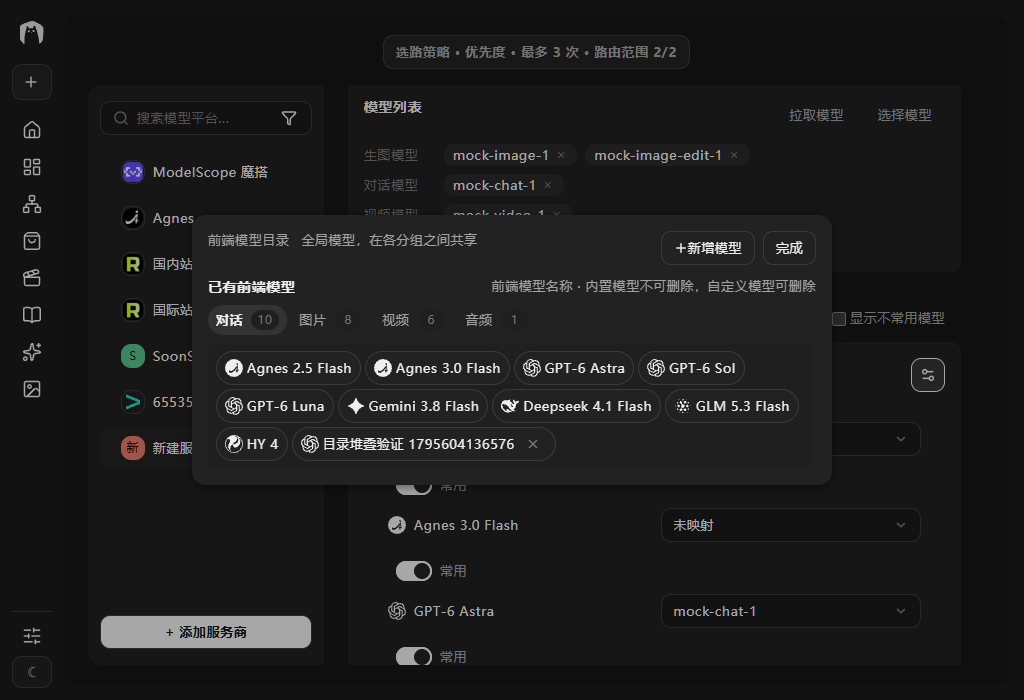 选路策略 • 优先度 • 最多 3 次 • 路由范围 2/2
搜索模型平台...
ModelScope 魔搭
Agnes
国内站
国际站
S SoonS
65535
新 新建服
+ 添加服务商
模型列表
拉取模型 选择模型
生图模型 mock-image-1 × mock-image-edit-1 ×
对话模型 mock-chat-1 ×
视频模型 mock-video-1 ×
前端模型目录 全局模型，在各分组之间共享
+新增模型 完成
已有前端模型 前端模型名称 · 内置模型不可删除，自定义模型可删除
对话 10 图片 8 视频 6 音频 1
Agnes 2.5 Flash Agnes 3.0 Flash GPT-6 Astra GPT-6 Sol
GPT-6 Luna Gemini 3.8 Flash Deepseek 4.1 Flash GLM 5.3 Flash
HY 4 目录堆叠验证 1795604136576 ×
显示不常用模型
常用
Agnes 3.0 Flash 未映射
常用
GPT-6 Astra mock-chat-1
常用